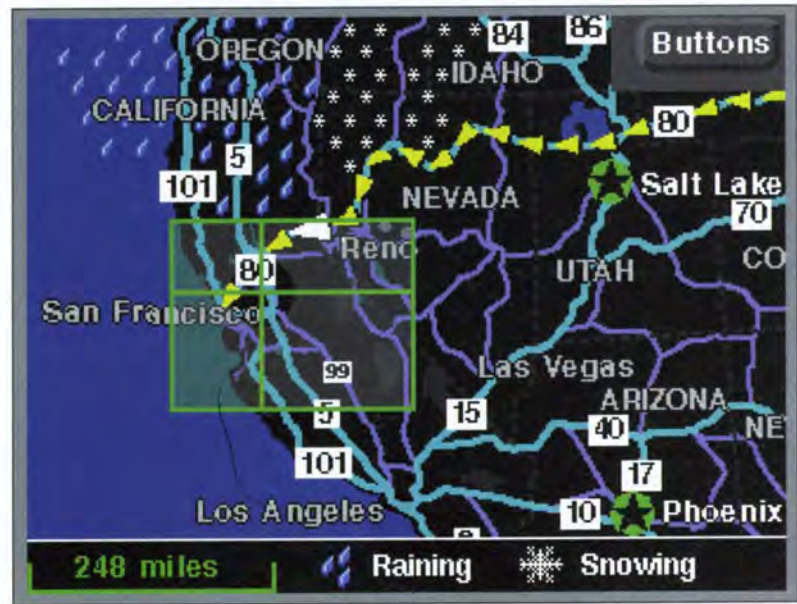 84
86
Buttons
OREGON
IDAHO
CALIFORNIA
80
5
101
NEVADA
Salt Lake
70
Reno
80
UTAH
CO
San Francisco
99
Las Vegas
ARIZONA
5
15
40
NE
101
17
Los Angeles
10
Phoenix
248 miles
Raining
Snowing